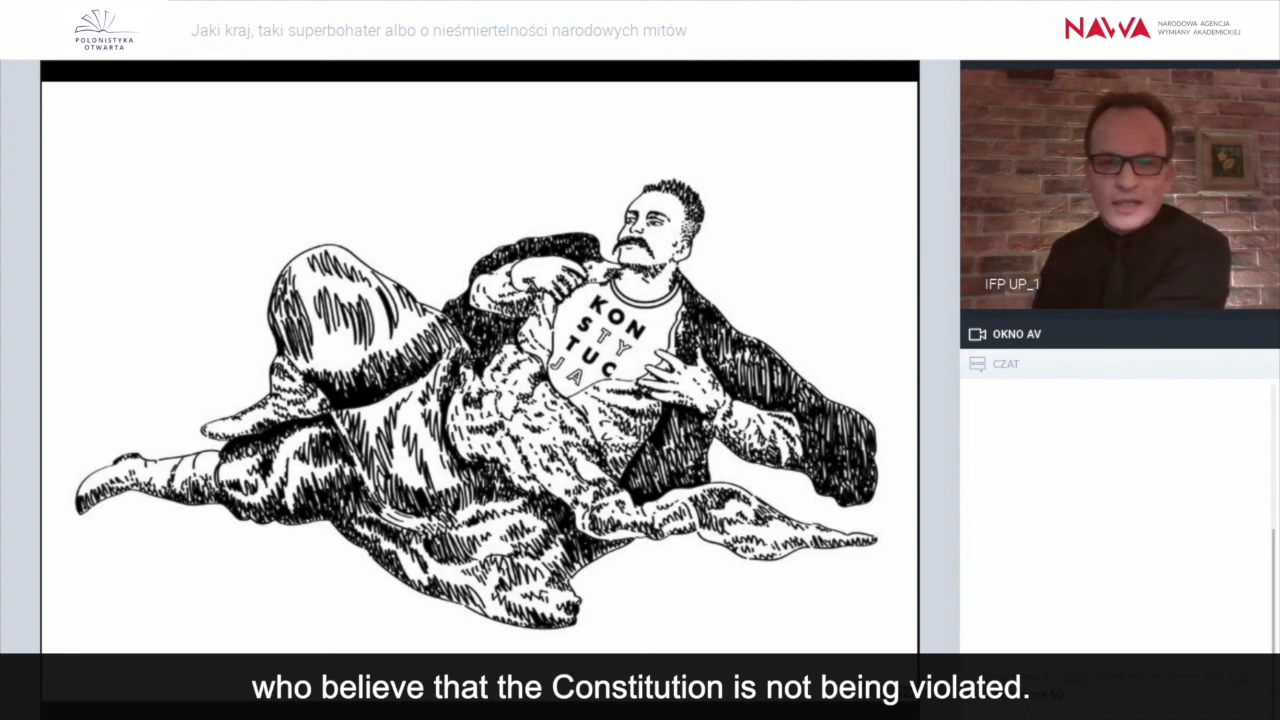 POLONISTYKA
OTWARTA
Jaki kraj, taki superbohater albo o nieśmiertelności narodowych mitów
NAWA
NARODOWA AGENCJA
WYMIANY AKADEMICKIEJ
KON
STY
TUC
JA
IFP UP_1
OKNO AV
CZAT
who believe that the Constitution is not being violated.